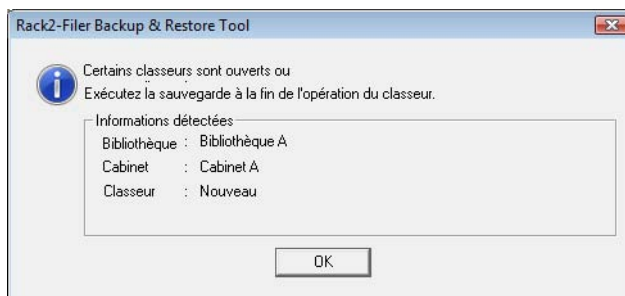 Rack2-Filer Backup & Restore Tool
Certains classeurs sont ouverts ou
Exécutez la sauvegarde à la fin de l'opération du classeur.
Informations détectées
Bibliothèque : Bibliothèque A
Cabinet : Cabinet A
Classeur : Nouveau
OK